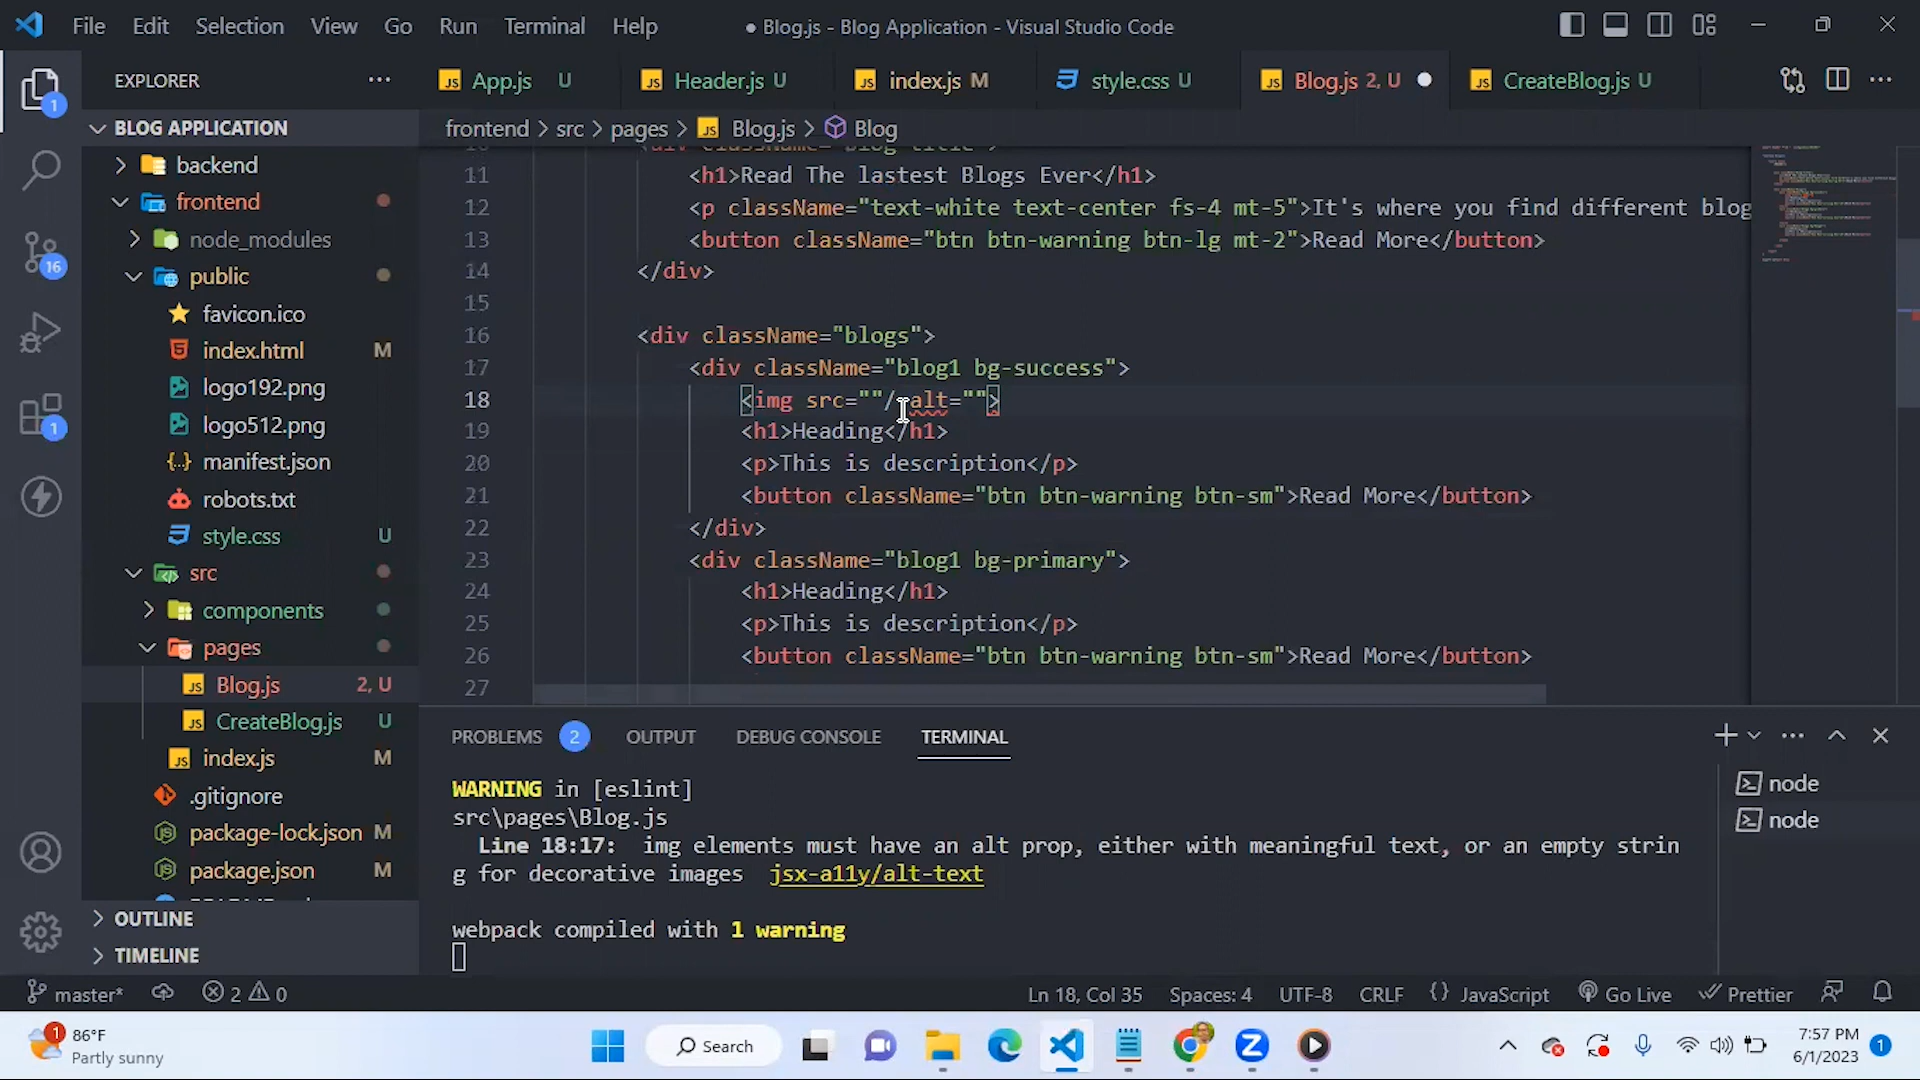 File Edit Selection View Go Run Terminal Help
● Blog.js - Blog Application - Visual Studio Code
EXPLORER
App.js U
Header.js U
index.js M
style.css U
Blog.js 2, U
CreateBlog.js U
BLOG APPLICATION
frontend > src > pages > Blog.js > Blog
backend
frontend
node_modules
public
favicon.ico
index.html M
logo192.png
logo512.png
manifest.json
robots.txt
style.css U
src
components
pages
Blog.js 2, U
CreateBlog.js U
index.js M
.gitignore
package-lock.json M
package.json M
OUTLINE
TIMELINE
1
16
1
11 <h1>Read The lastest Blogs Ever</h1>
12 <p className="text-white text-center fs-4 mt-5">It's where you find different blog
13 <button className="btn btn-warning btn-lg mt-2">Read More</button>
14 </div>
15
16 <div className="blogs">
17 <div className="blog1 bg-success">
18 <img src=""/ alt="">
19 <h1>Heading</h1>
20 <p>This is description</p>
21 <button className="btn btn-warning btn-sm">Read More</button>
22 </div>
23 <div className="blog1 bg-primary">
24 <h1>Heading</h1>
25 <p>This is description</p>
26 <button className="btn btn-warning btn-sm">Read More</button>
27
PROBLEMS 2 OUTPUT DEBUG CONSOLE TERMINAL
WARNING in [eslint]
src\pages\Blog.js
Line 18:17: img elements must have an alt prop, either with meaningful text, or an empty strin
g for decorative images jsx-a11y/alt-text
webpack compiled with 1 warning
node
node
master* 2 0 Ln 18, Col 35 Spaces: 4 UTF-8 CRLF {} JavaScript Go Live Prettier
1 86°F
Partly sunny
Search
7:57 PM
6/1/2023
1